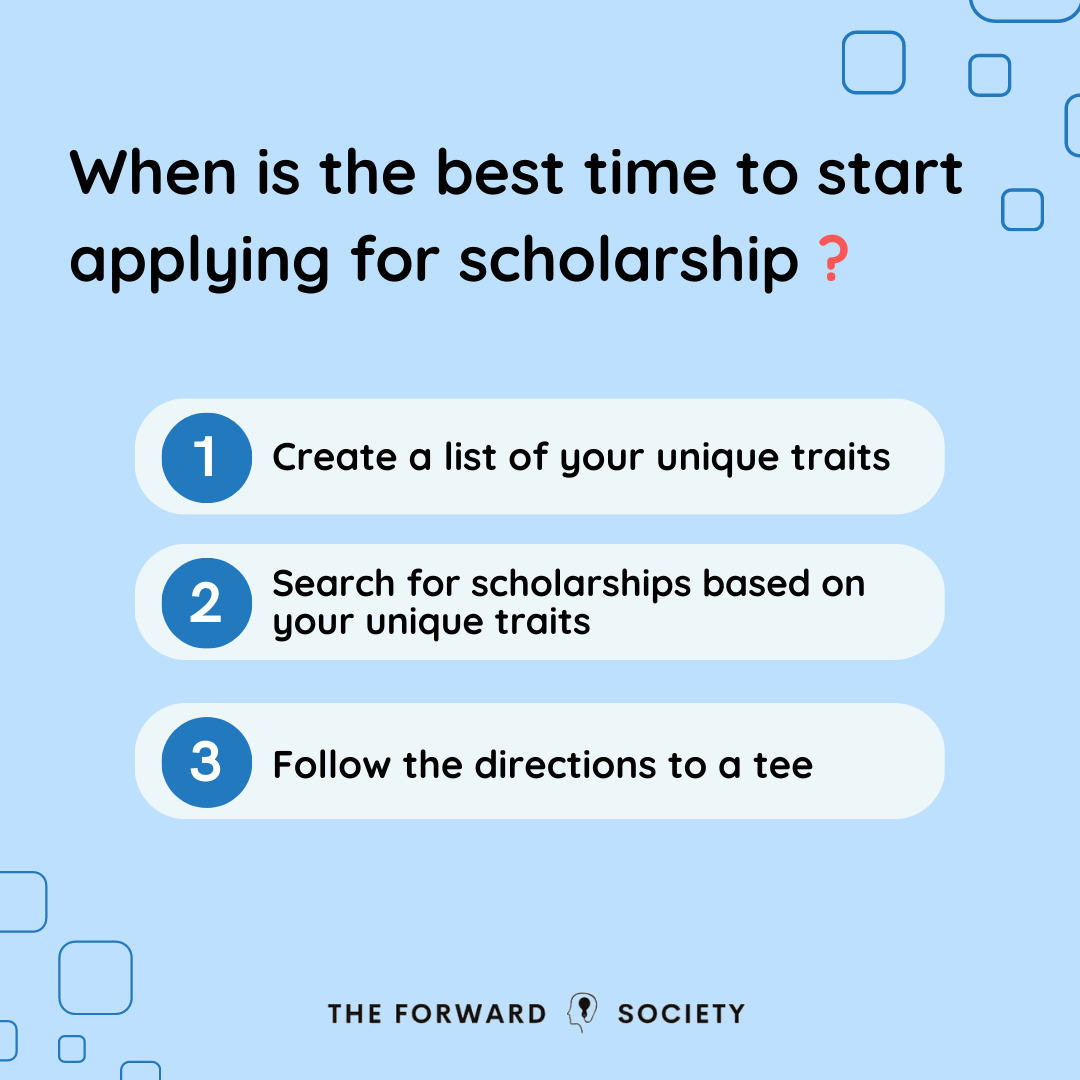 When is the best time to start
applying for scholarship ?
1 Create a list of your unique traits
2 Search for scholarships based on
your unique traits
3 Follow the directions to a tee
THE FORWARD SOCIETY